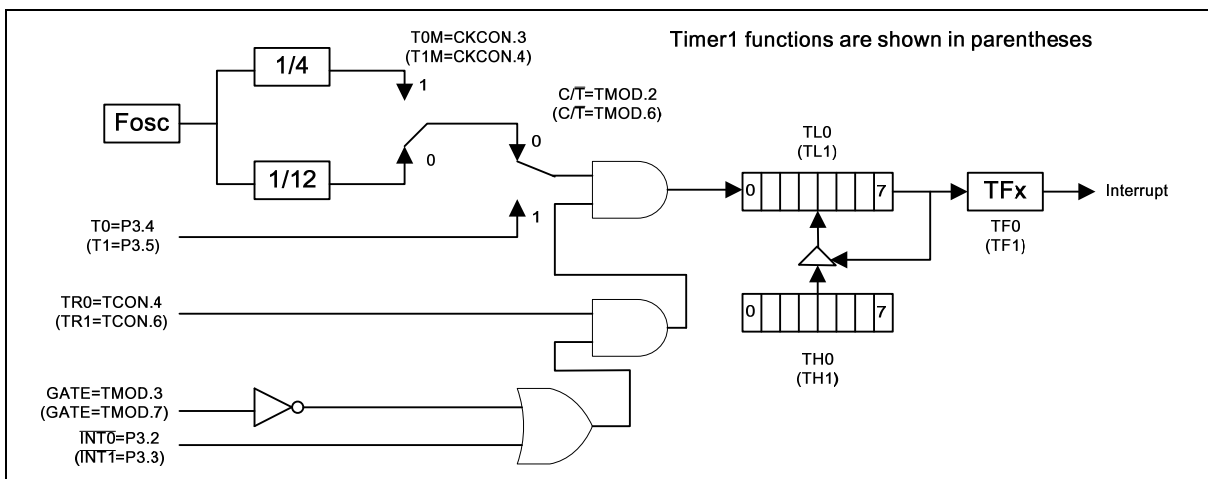 Timer1 functions are shown in parentheses
T0M=CKCON.3
(T1M=CKCON.4)
1/4
1
C/T̅=TMOD.2
(C/T̅=TMOD.6)
Fosc
0
0
TL0
(TL1)
1/12
0
7
TFx
Interrupt
TF0
(TF1)
1
T0=P3.4
(T1=P3.5)
TR0=TCON.4
(TR1=TCON.6)
0
7
TH0
(TH1)
GATE=TMOD.3
(GATE=TMOD.7)
I̅N̅T̅0̅=P3.2
(I̅N̅T̅1̅=P3.3)